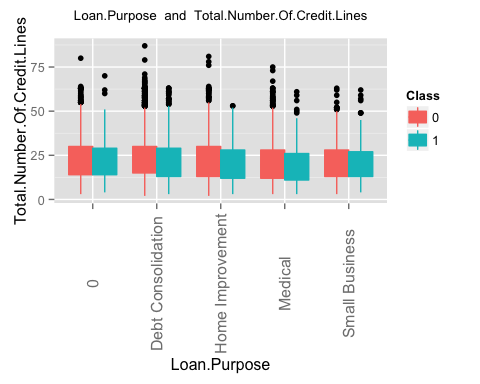 Loan.Purpose and Total.Number.Of.Credit.Lines
Total.Number.Of.Credit.Lines
75
50
25
0
0
Debt Consolidation
Home Improvement
Medical
Small Business
Loan.Purpose
Class
0
1